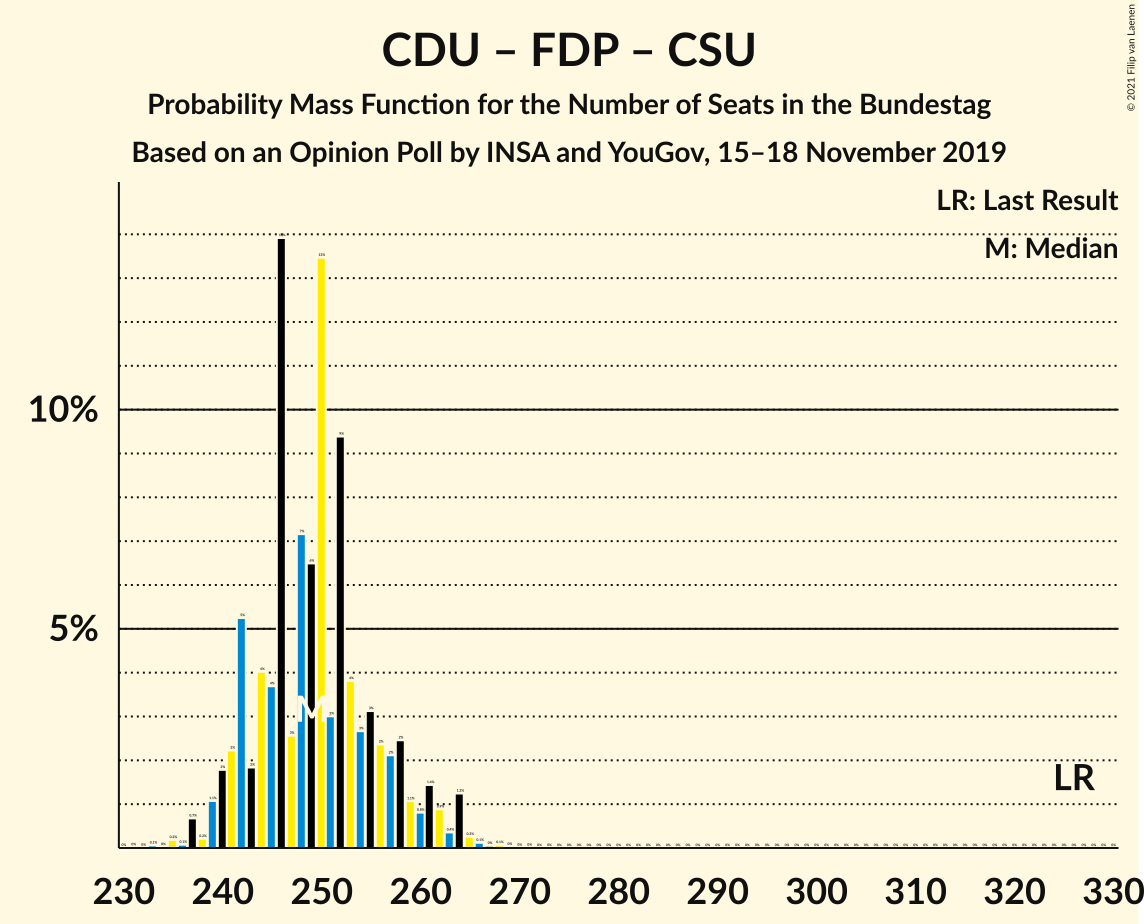 CDU – FDP – CSU
Probability Mass Function for the Number of Seats in the Bundestag
Based on an Opinion Poll by INSA and YouGov, 15–18 November 2019
© 2021 Filip van Laenen
LR: Last Result
M: Median
10%
5%
M
LR
230 240 250 260 270 280 290 300 310 320 330